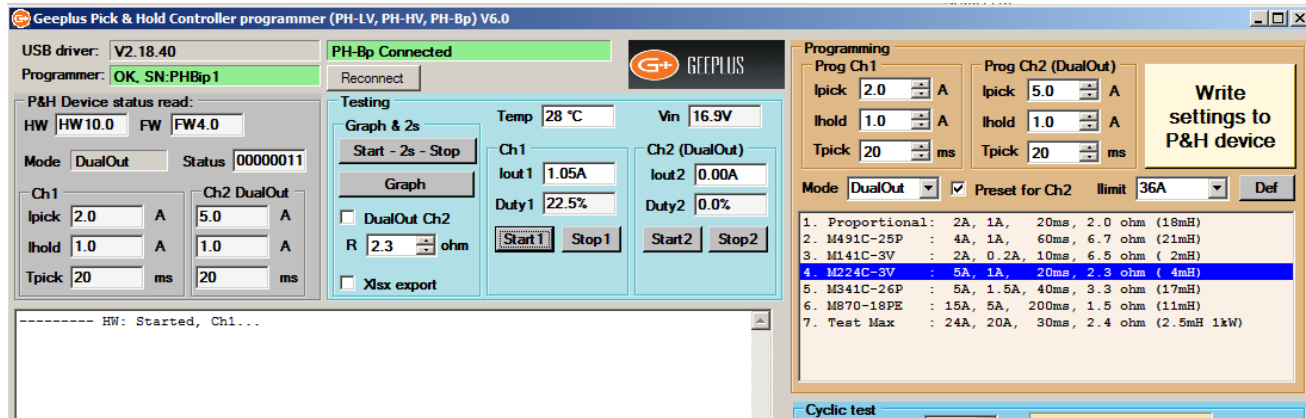 Geeplus Pick & Hold Controller programmer (PH-LV, PH-HV, PH-Bp) V6.0
USB driver: V2.18.40
Programmer: OK, SN:PHBip1
PH-Bp Connected
Reconnect
G+ GEEPLUS
P&H Device status read:
HW HW10.0 FW FW4.0
Mode DualOut Status 00000011
Ch1 Ch2 DualOut
Ipick 2.0 A 5.0 A
Ihold 1.0 A 1.0 A
Tpick 20 ms 20 ms
Testing
Graph & 2s
Start - 2s - Stop
Graph
DualOut Ch2
R 2.3 ohm
Xlsx export
Temp 28 °C Vin 16.9V
Ch1
Iout1 1.05A
Duty1 22.5%
Start1 Stop1
Ch2 (DualOut)
Iout2 0.00A
Duty2 0.0%
Start2 Stop2
--------- HW: Started, Ch1...
Programming
Prog Ch1
Ipick 2.0 A
Ihold 1.0 A
Tpick 20 ms
Prog Ch2 (DualOut)
Ipick 5.0 A
Ihold 1.0 A
Tpick 20 ms
Write
settings to
P&H device
Mode DualOut Preset for Ch2 Ilimit 36A Def
1. Proportional: 2A, 1A, 20ms, 2.0 ohm (18mH)
2. M491C-25P : 4A, 1A, 60ms, 6.7 ohm (21mH)
3. M141C-3V : 2A, 0.2A, 10ms, 6.5 ohm ( 2mH)
4. M224C-3V : 5A, 1A, 20ms, 2.3 ohm ( 4mH)
5. M341C-26P : 5A, 1.5A, 40ms, 3.3 ohm (17mH)
6. M870-18PE : 15A, 5A, 200ms, 1.5 ohm (11mH)
7. Test Max : 24A, 20A, 30ms, 2.4 ohm (2.5mH 1kW)
Cyclic test